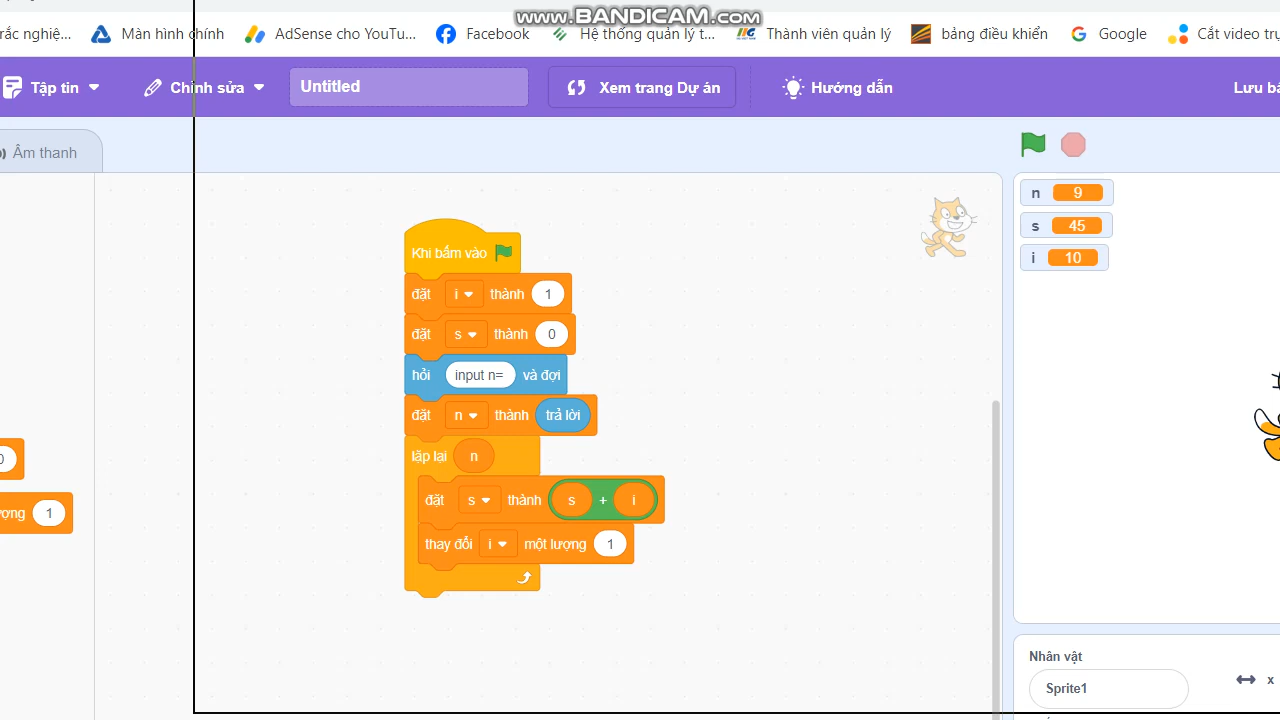 www.BANDICAM.com
rắc nghiệ...
Màn hình chính
AdSense cho YouTu...
Facebook
Hệ thống quản lý t...
Thành viên quản lý
bảng điều khiển
Google
Cắt video trự
Tập tin
Chỉnh sửa
Untitled
Xem trang Dự án
Hướng dẫn
Lưu bả
Âm thanh
n 9
s 45
i 10
Khi bấm vào
đặt i thành 1
đặt s thành 0
hỏi input n= và đợi
đặt n thành trả lời
lặp lại n
đặt s thành s + i
thay đổi i một lượng 1
0
ợng 1
Nhân vật
Sprite1
x